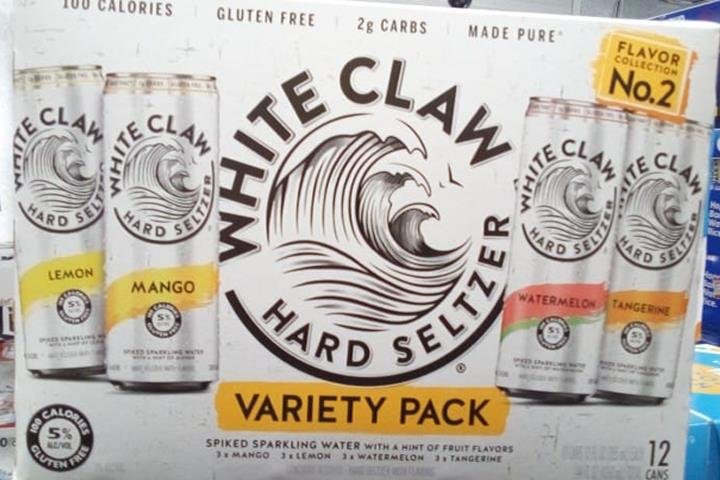 100 CALORIES GLUTEN FREE 2g CARBS MADE PURE®
FLAVOR
COLLECTION
No.2
WHITE CLAW
HARD SELTZER
LEMON
WHITE CLAW
HARD SELTZER
MANGO
5%
WHITE CLAW
HARD SELTZER®
WHITE CLAW
HARD SELTZER
WATERMELON
5%
WHITE CLAW
HARD SELTZER
TANGERINE
5%
VARIETY PACK
SPIKED SPARKLING WATER WITH A HINT OF FRUIT FLAVORS
3 x MANGO 3 x LEMON 3 x WATERMELON 3 x TANGERINE
100 CALORIES
5%
ALC/VOL
GLUTEN FREE
12
CANS